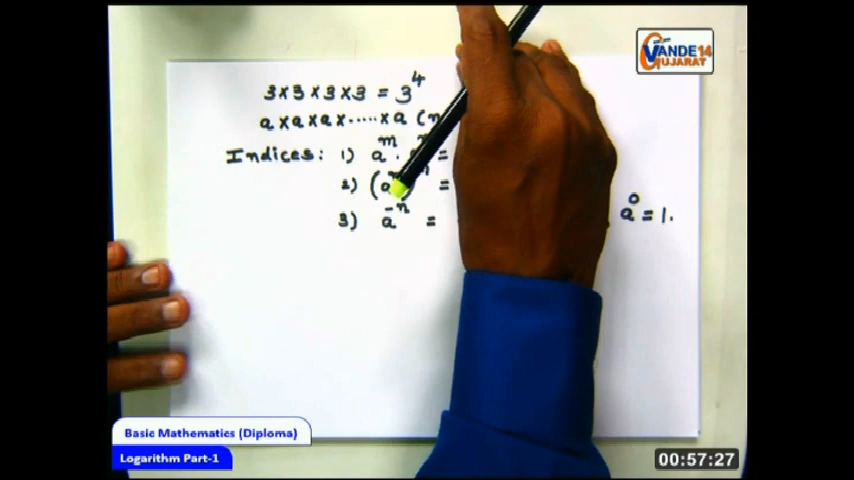 VANDE 14
GUJARAT
3 × 3 × 3 × 3 = 3⁴
a × a × a × ..... × a (n
Indices: 1) aᵐ · =
2) (a =
3) a⁻ⁿ = a⁰ = 1.
Basic Mathematics (Diploma)
Logarithm Part-1
00:57:27